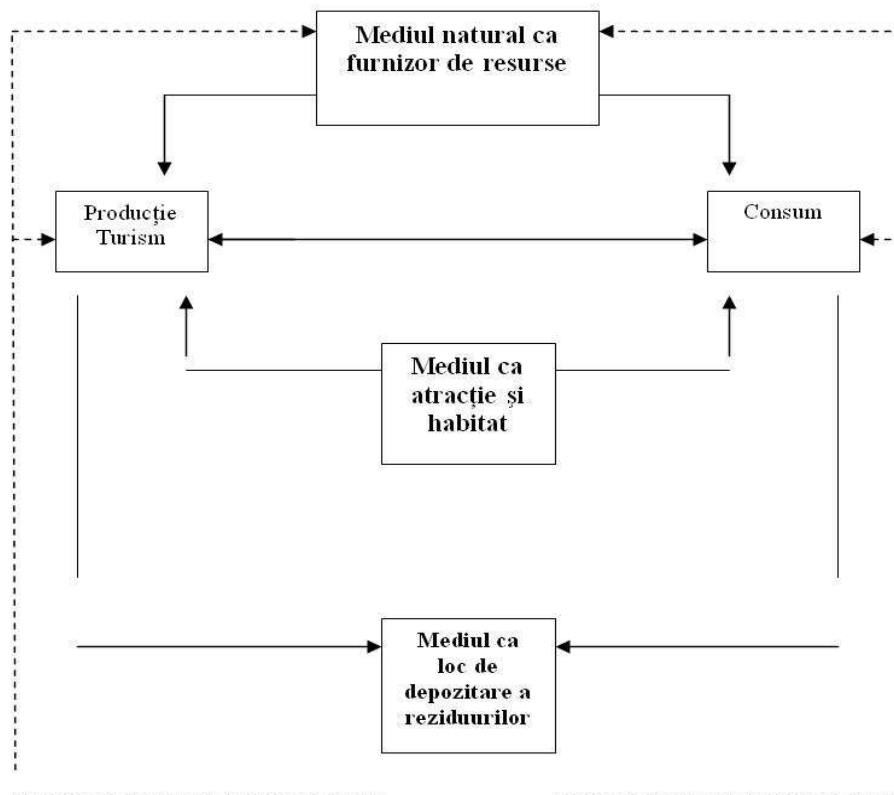 Mediul natural ca
furnizor de resurse
Producție
Turism
Consum
Mediul ca
atracție şi
habitat
Mediul ca
loc de
depozitare a
reziduurilor